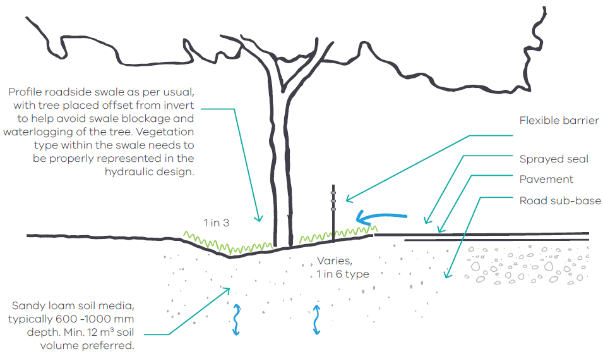 Profile roadside swale as per usual,
with tree placed offset from invert
to help avoid swale blockage and
waterlogging of the tree. Vegetation
type within the swale needs to
be properly represented in the
hydraulic design.
Flexible barrier
Sprayed seal
Pavement
Road sub-base
1 in 3
Varies,
1 in 6 type
Sandy loam soil media,
typically 600 -1000 mm
depth. Min. 12 m³ soil
volume preferred.